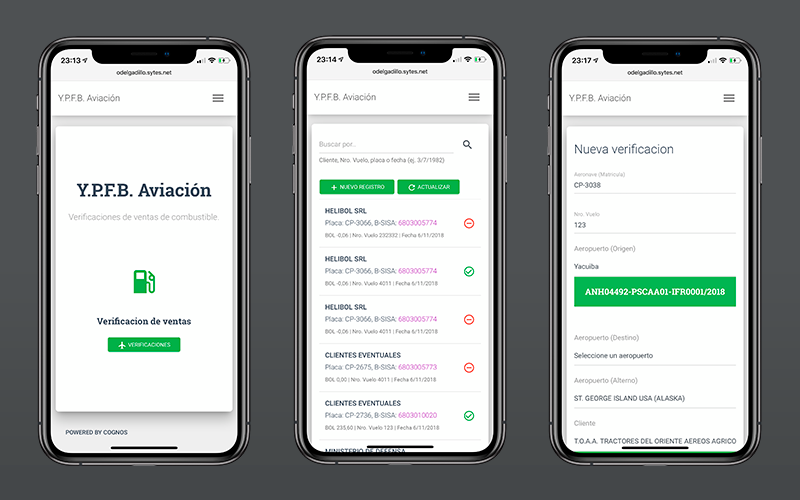 23:13
odelgadillo.sytes.net
Y.P.F.B. Aviación
Y.P.F.B. Aviación
Verificaciones de ventas de combustible.
Verificacion de ventas
VERIFICACIONES
POWERED BY COGNOS
23:14
odelgadillo.sytes.net
Y.P.F.B. Aviación
Buscar por..
Cliente, Nro. Vuelo, placa o fecha (ej. 3/7/1982)
NUEVO REGISTRO
ACTUALIZAR
HELIBOL SRL
Placa: CP-3066, B-SISA: 6803005774
BOL -0,06 | Nro. Vuelo 232332 | Fecha 6/11/2018
HELIBOL SRL
Placa: CP-3066, B-SISA: 6803005774
BOL -0,06 | Nro. Vuelo 4011 | Fecha 6/11/2018
HELIBOL SRL
Placa: CP-3066, B-SISA: 6803005774
BOL -0,06 | Nro. Vuelo 4011 | Fecha 6/11/2018
CLIENTES EVENTUALES
Placa: CP-2675, B-SISA: 6803005773
BOL 0,00 | Nro. Vuelo 4011 | Fecha 6/11/2018
CLIENTES EVENTUALES
Placa: CP-2736, B-SISA: 6803010020
BOL 235,60 | Nro. Vuelo 123 | Fecha 6/11/2018
MINISTERIO DE DEFENSA
23:17
odelgadillo.sytes.net
Y.P.F.B. Aviación
Nueva verificacion
Aeronave (Matricula)
CP-3038
Nro. Vuelo
123
Aeropuerto (Origen)
Yacuiba
ANH04492-PSCAA01-IFR0001/2018
Aeropuerto (Destino)
Seleccione un aeropuerto
Aeropuerto (Alterno)
ST. GEORGE ISLAND USA (ALASKA)
Cliente
T.O.A.A. TRACTORES DEL ORIENTE AEREOS AGRICO